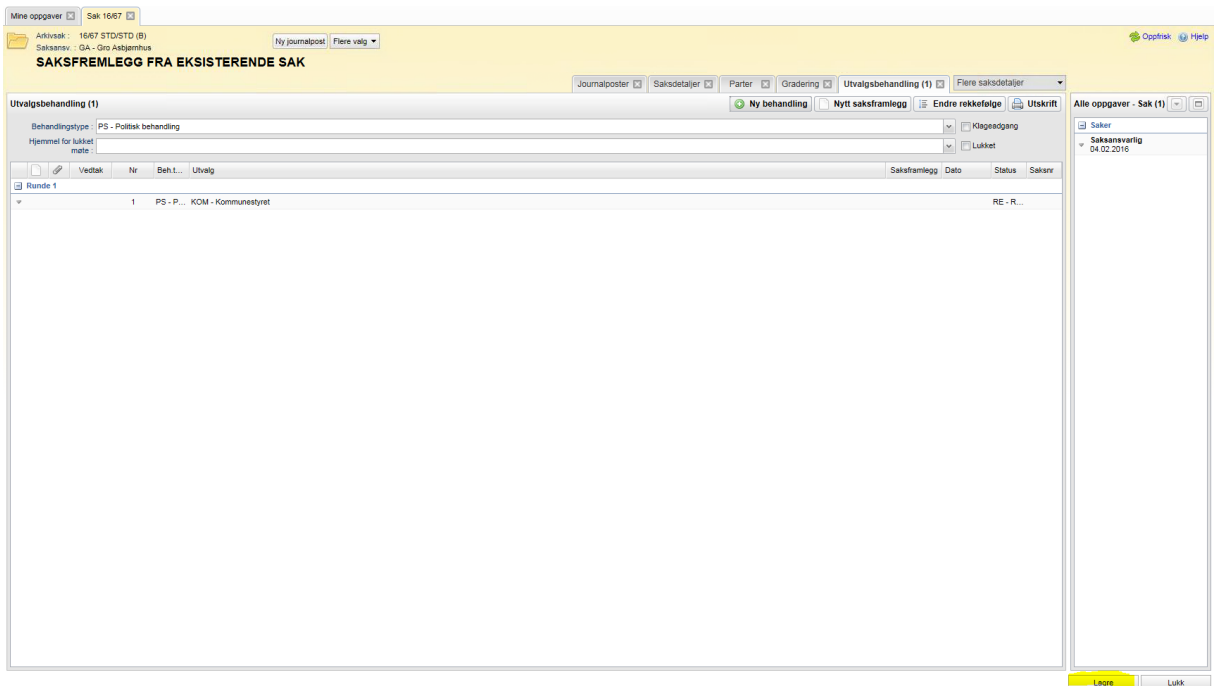 Mine oppgaver Sak 16/67
Arkivsak : 16/67 STD/STD (B)
Saksansv. : GA - Gro Asbjørnhus
Ny journalpost Flere valg
Oppfrisk Hjelp
SAKSFREMLEGG FRA EKSISTERENDE SAK
Journalposter Saksdetaljer Parter Gradering Utvalgsbehandling (1) Flere saksdetaljer
Utvalgsbehandling (1) Ny behandling Nytt saksframlegg Endre rekkefølge Utskrift
Behandlingstype : PS - Politisk behandling Klageadgang
Hjemmel for lukket
møte : Lukket
Vedtak Nr Beh.t... Utvalg Saksframlegg Dato Status Saksnr
Runde 1
1 PS - P... KOM - Kommunestyret RE - R...
Alle oppgaver - Sak (1)
Saker
Saksansvarlig
04.02.2016
Lagre Lukk